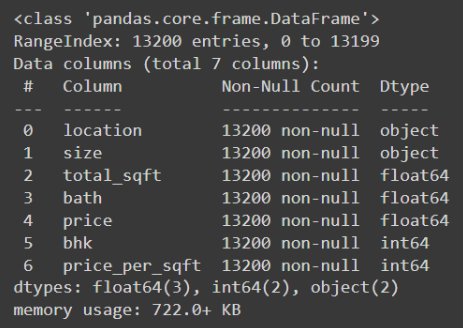 <class 'pandas.core.frame.DataFrame'>
RangeIndex: 13200 entries, 0 to 13199
Data columns (total 7 columns):
 #   Column          Non-Null Count  Dtype
---  ------          --------------  -----
 0   location        13200 non-null  object
 1   size            13200 non-null  object
 2   total_sqft      13200 non-null  float64
 3   bath            13200 non-null  float64
 4   price           13200 non-null  float64
 5   bhk             13200 non-null  int64
 6   price_per_sqft  13200 non-null  int64
dtypes: float64(3), int64(2), object(2)
memory usage: 722.0+ KB